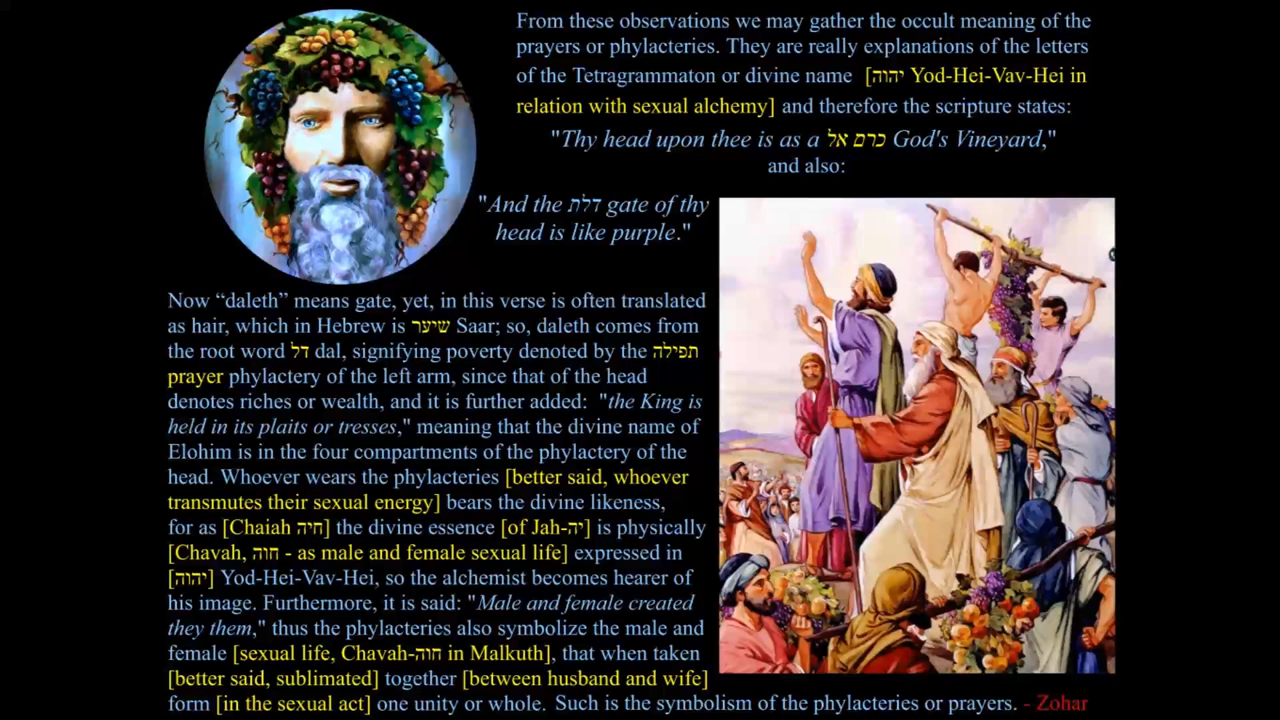 From these observations we may gather the occult meaning of the
prayers or phylacteries. They are really explanations of the letters
of the Tetragrammaton or divine name [יהוה Yod-Hei-Vav-Hei in
relation with sexual alchemy] and therefore the scripture states:
"Thy head upon thee is as a כרם אל God's Vineyard,"
and also:
"And the דלת gate of thy
head is like purple."
Now “daleth” means gate, yet, in this verse is often translated
as hair, which in Hebrew is שיער Saar; so, daleth comes from
the root word דל dal, signifying poverty denoted by the תפילה
prayer phylactery of the left arm, since that of the head
denotes riches or wealth, and it is further added: "the King is
held in its plaits or tresses," meaning that the divine name of
Elohim is in the four compartments of the phylactery of the
head. Whoever wears the phylacteries [better said, whoever
transmutes their sexual energy] bears the divine likeness,
for as [Chaiah חיה] the divine essence [of Jah-יה] is physically
[Chavah, חוה - as male and female sexual life] expressed in
[יהוה] Yod-Hei-Vav-Hei, so the alchemist becomes hearer of
his image. Furthermore, it is said: "Male and female created
they them," thus the phylacteries also symbolize the male and
female [sexual life, Chavah-חוה in Malkuth], that when taken
[better said, sublimated] together [between husband and wife]
form [in the sexual act] one unity or whole. Such is the symbolism of the phylacteries or prayers. - Zohar